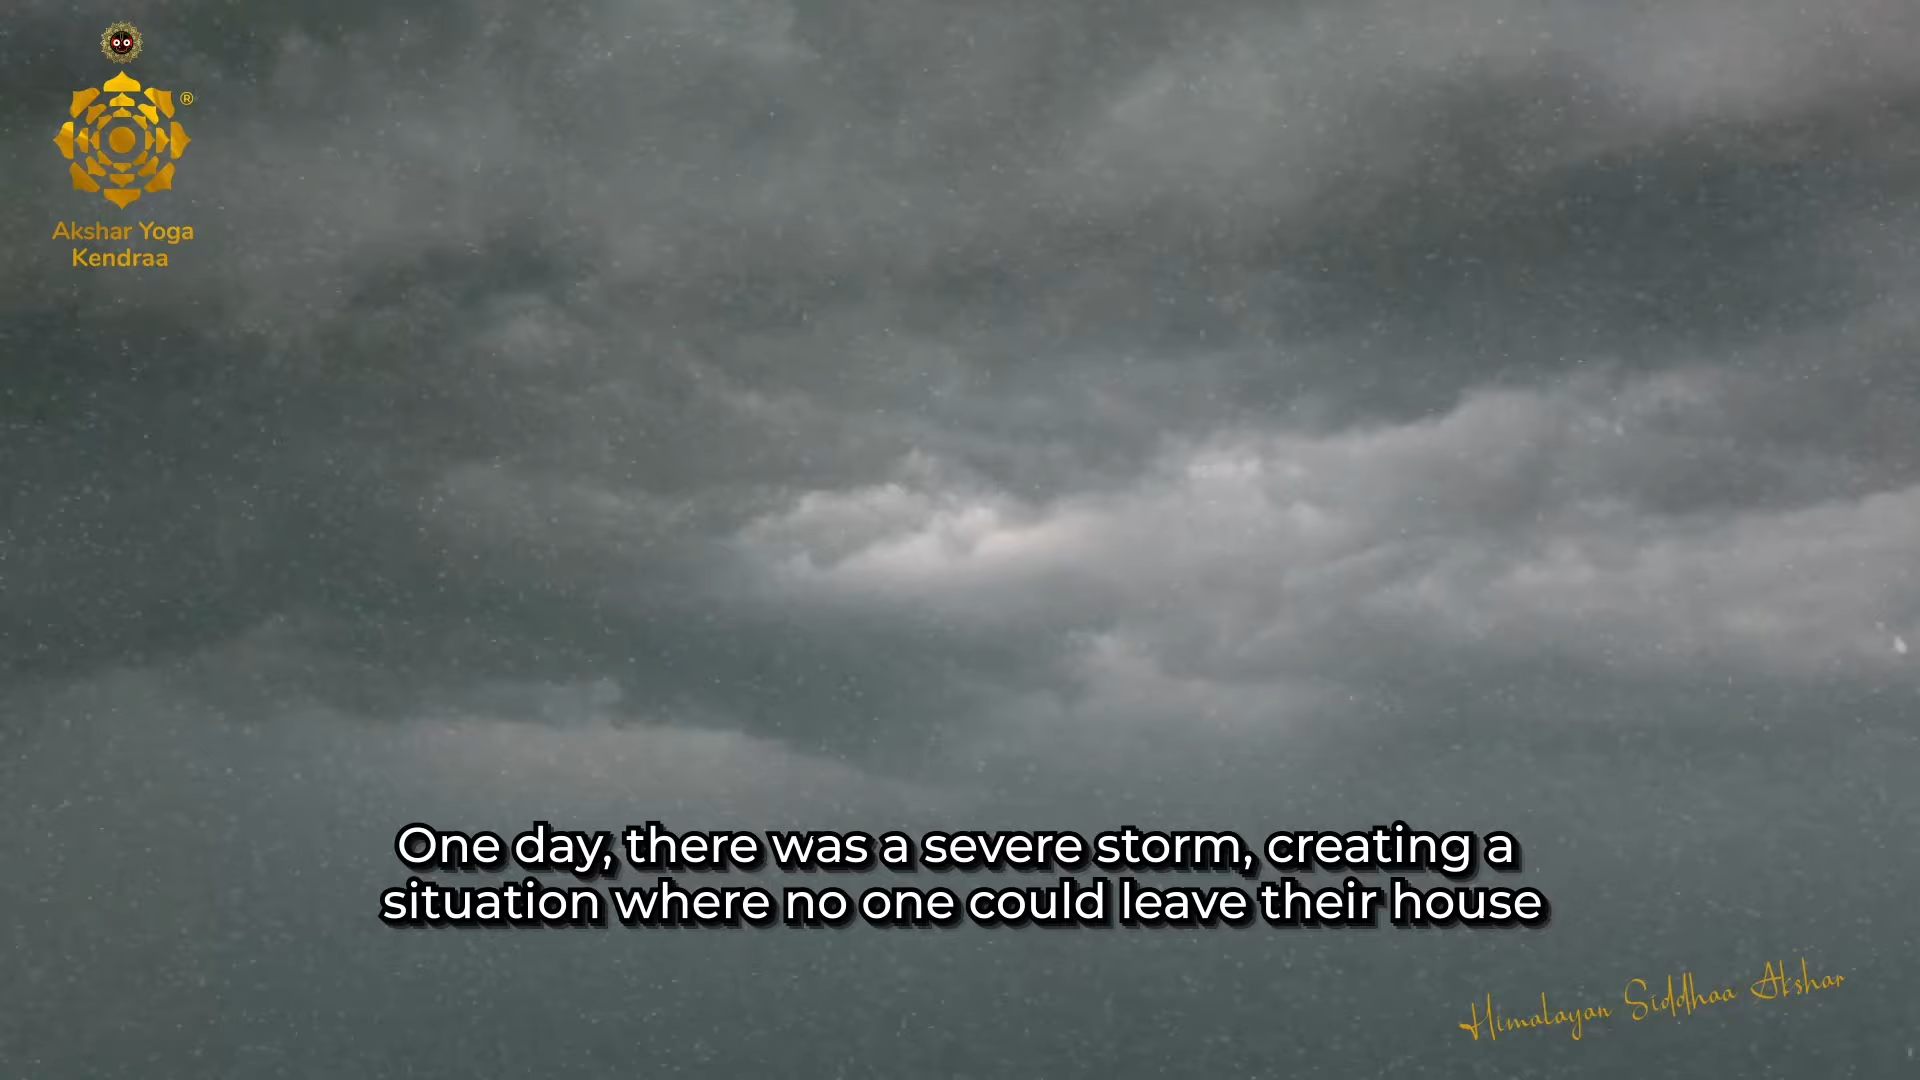 ®
Akshar Yoga
Kendraa
One day, there was a severe storm, creating a
situation where no one could leave their house
Himalayan Siddhaa Akshar